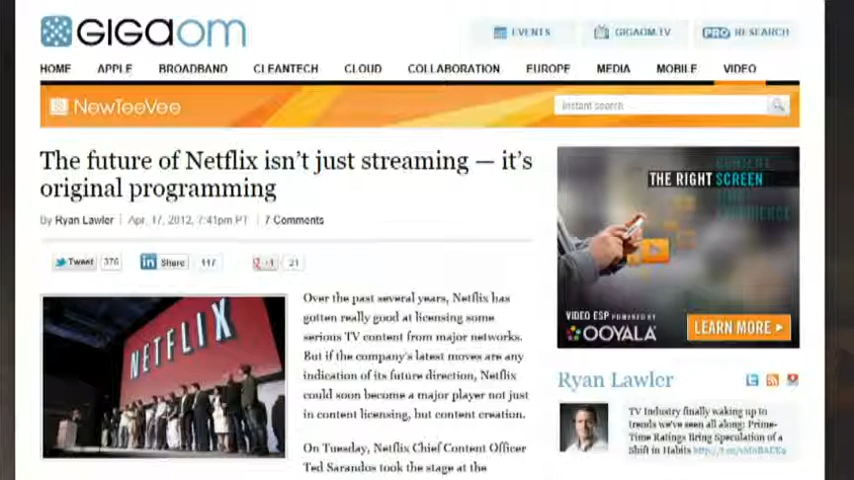 GIGaom
EVENTS GIGAOM.TV PRO RESEARCH
HOME APPLE BROADBAND CLEANTECH CLOUD COLLABORATION EUROPE MEDIA MOBILE VIDEO
NewTeeVee
Instant search...
The future of Netflix isn't just streaming — it's
original programming
By Ryan Lawler | Apr. 17, 2012, 7:41pm PT | 7 Comments
Tweet 376 in Share 117 +1 21
NETFLIX
Over the past several years, Netflix has
gotten really good at licensing some
serious TV content from major networks.
But if the company's latest moves are any
indication of its future direction, Netflix
could soon become a major player not just
in content licensing, but content creation.
On Tuesday, Netflix Chief Content Officer
Ted Sarandos took the stage at the
THE RIGHT SCREEN
VIDEO ESP POWERED BY
OOYALA
LEARN MORE
Ryan Lawler
TV Industry finally waking up to
trends we've seen all along: Prime-
Time Ratings Bring Speculation of a
Shift in Habits